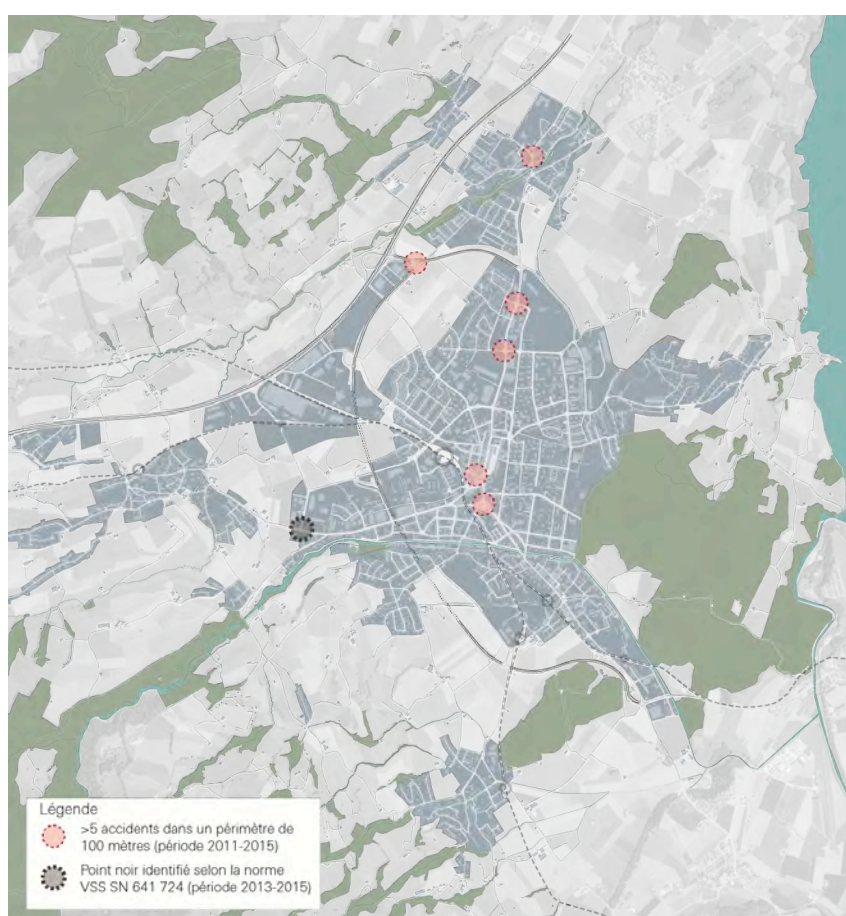 Légende
>5 accidents dans un périmètre de
100 mètres (période 2011-2015)
Point noir identifié selon la norme
VSS SN 641 724 (période 2013-2015)